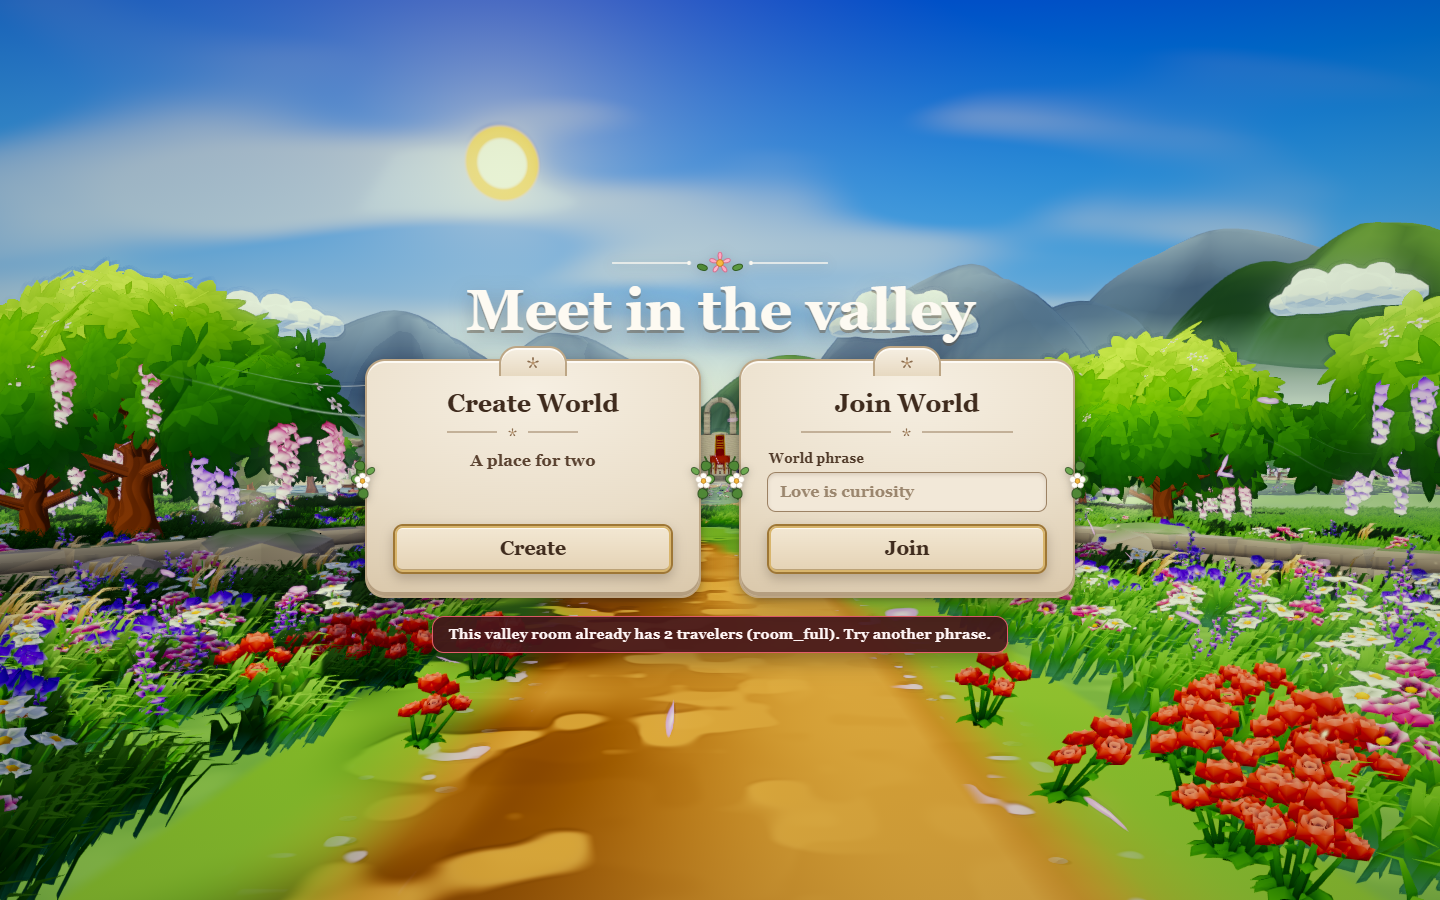 Meet in the valley
Create World
A place for two
Create
Join World
World phrase
Love is curiosity
Join
This valley room already has 2 travelers (room_full). Try another phrase.